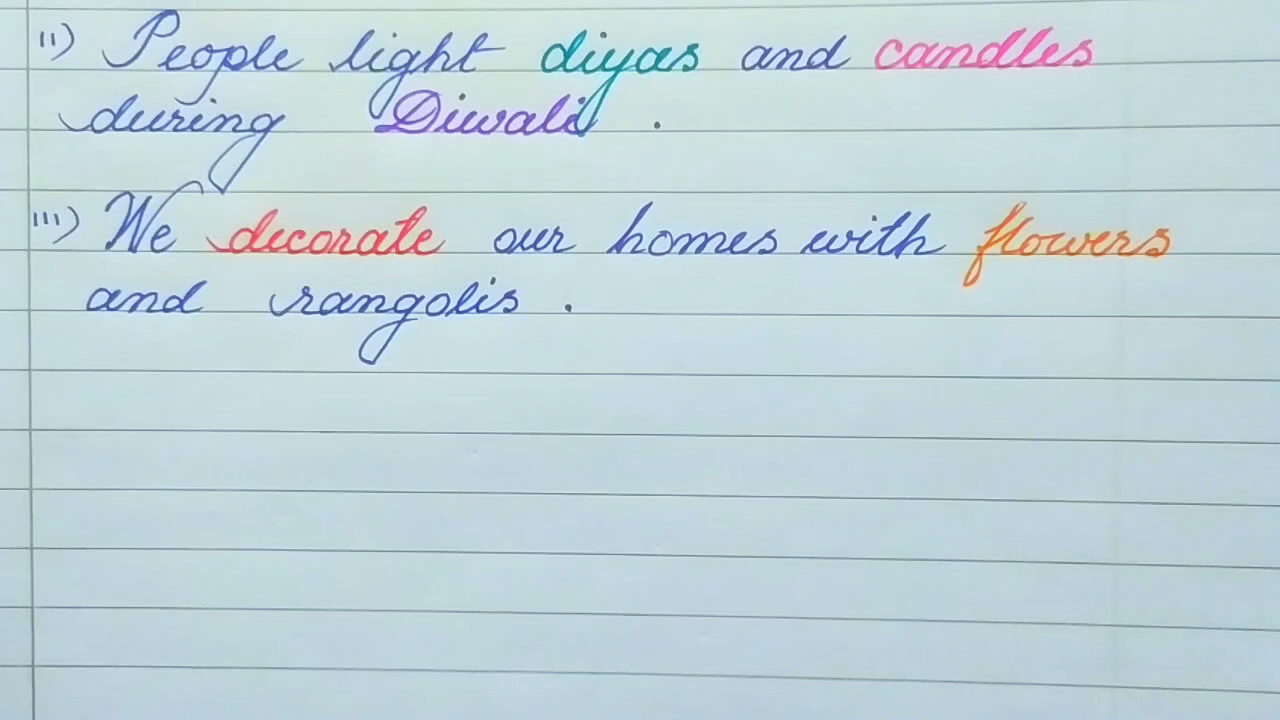 ii) People light diyas and candles
during Diwali .
iii) We decorate our homes with flowers
and rangolis .